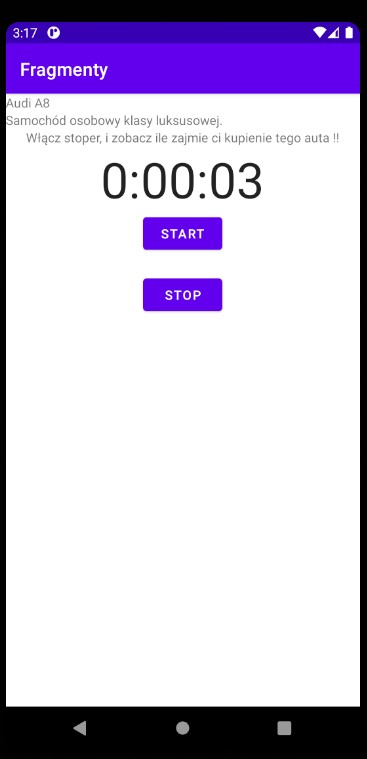 3:17
Fragmenty
Audi A8
Samochód osobowy klasy luksusowej.
Włącz stoper, i zobacz ile zajmie ci kupienie tego auta !!
0:00:03
START
STOP